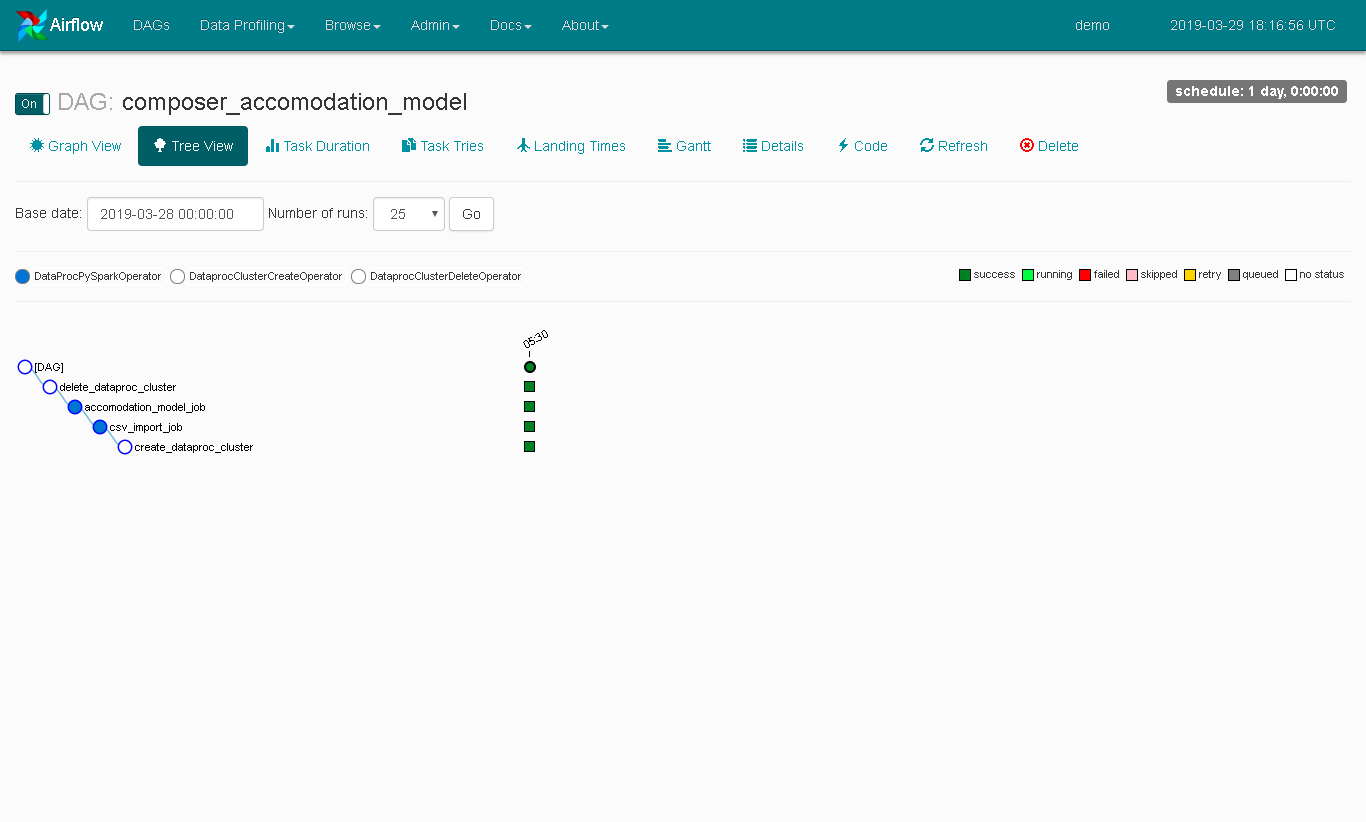 Airflow DAGs Data Profiling Browse Admin Docs About demo 2019-03-29 18:16:56 UTC
On DAG: composer_accomodation_model schedule: 1 day, 0:00:00
Graph View Tree View Task Duration Task Tries Landing Times Gantt Details Code Refresh Delete
Base date: 2019-03-28 00:00:00 Number of runs: 25 Go
DataProcPySparkOperator DataprocClusterCreateOperator DataprocClusterDeleteOperator success running failed skipped retry queued no status
05:30
[DAG]
delete_dataproc_cluster
accomodation_model_job
csv_import_job
create_dataproc_cluster